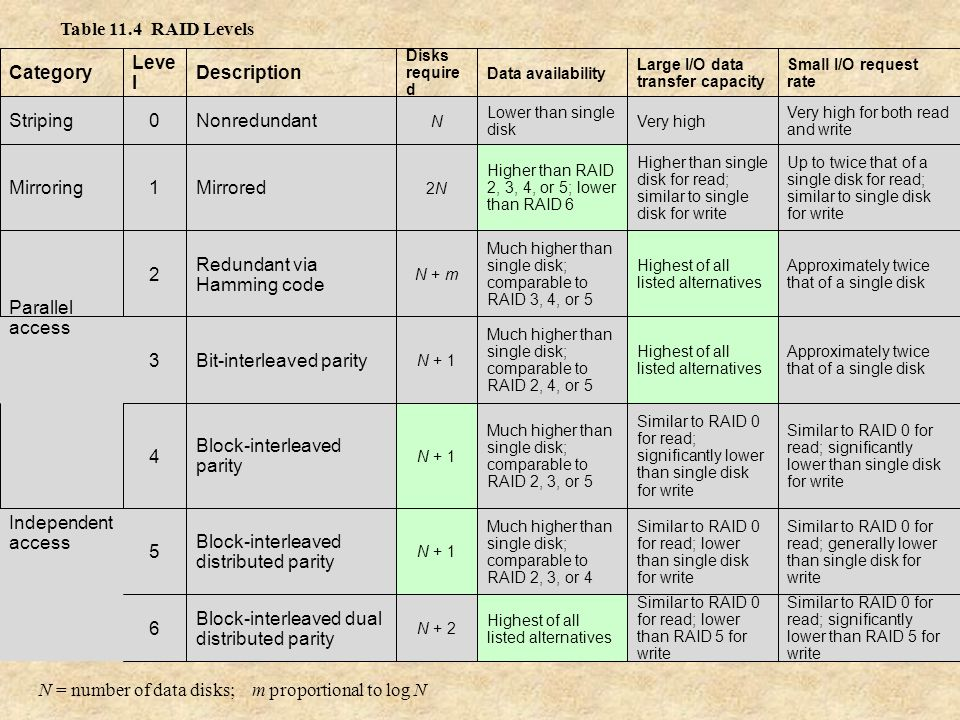 Table 11.4 RAID Levels
Category
Leve
l
Description
Disks
require
d
Data availability
Large I/O data
transfer capacity
Small I/O request
rate
Striping
0
Nonredundant
N
Lower than single
disk
Very high
Very high for both read
and write
Mirroring
1
Mirrored
2N
Higher than RAID
2, 3, 4, or 5; lower
than RAID 6
Higher than single
disk for read;
similar to single
disk for write
Up to twice that of a
single disk for read;
similar to single disk
for write
Parallel
access
2
Redundant via
Hamming code
N + m
Much higher than
single disk;
comparable to
RAID 3, 4, or 5
Highest of all
listed alternatives
Approximately twice
that of a single disk
3
Bit-interleaved parity
N + 1
Much higher than
single disk;
comparable to
RAID 2, 4, or 5
Highest of all
listed alternatives
Approximately twice
that of a single disk
Independent
access
4
Block-interleaved
parity
N + 1
Much higher than
single disk;
comparable to
RAID 2, 3, or 5
Similar to RAID 0
for read;
significantly lower
than single disk
for write
Similar to RAID 0 for
read; significantly
lower than single disk
for write
5
Block-interleaved
distributed parity
N + 1
Much higher than
single disk;
comparable to
RAID 2, 3, or 4
Similar to RAID 0
for read; lower
than single disk
for write
Similar to RAID 0 for
read; generally lower
than single disk for
write
6
Block-interleaved dual
distributed parity
N + 2
Highest of all
listed alternatives
Similar to RAID 0
for read; lower
than RAID 5 for
write
Similar to RAID 0 for
read; significantly
lower than RAID 5 for
write
N = number of data disks; m proportional to log N